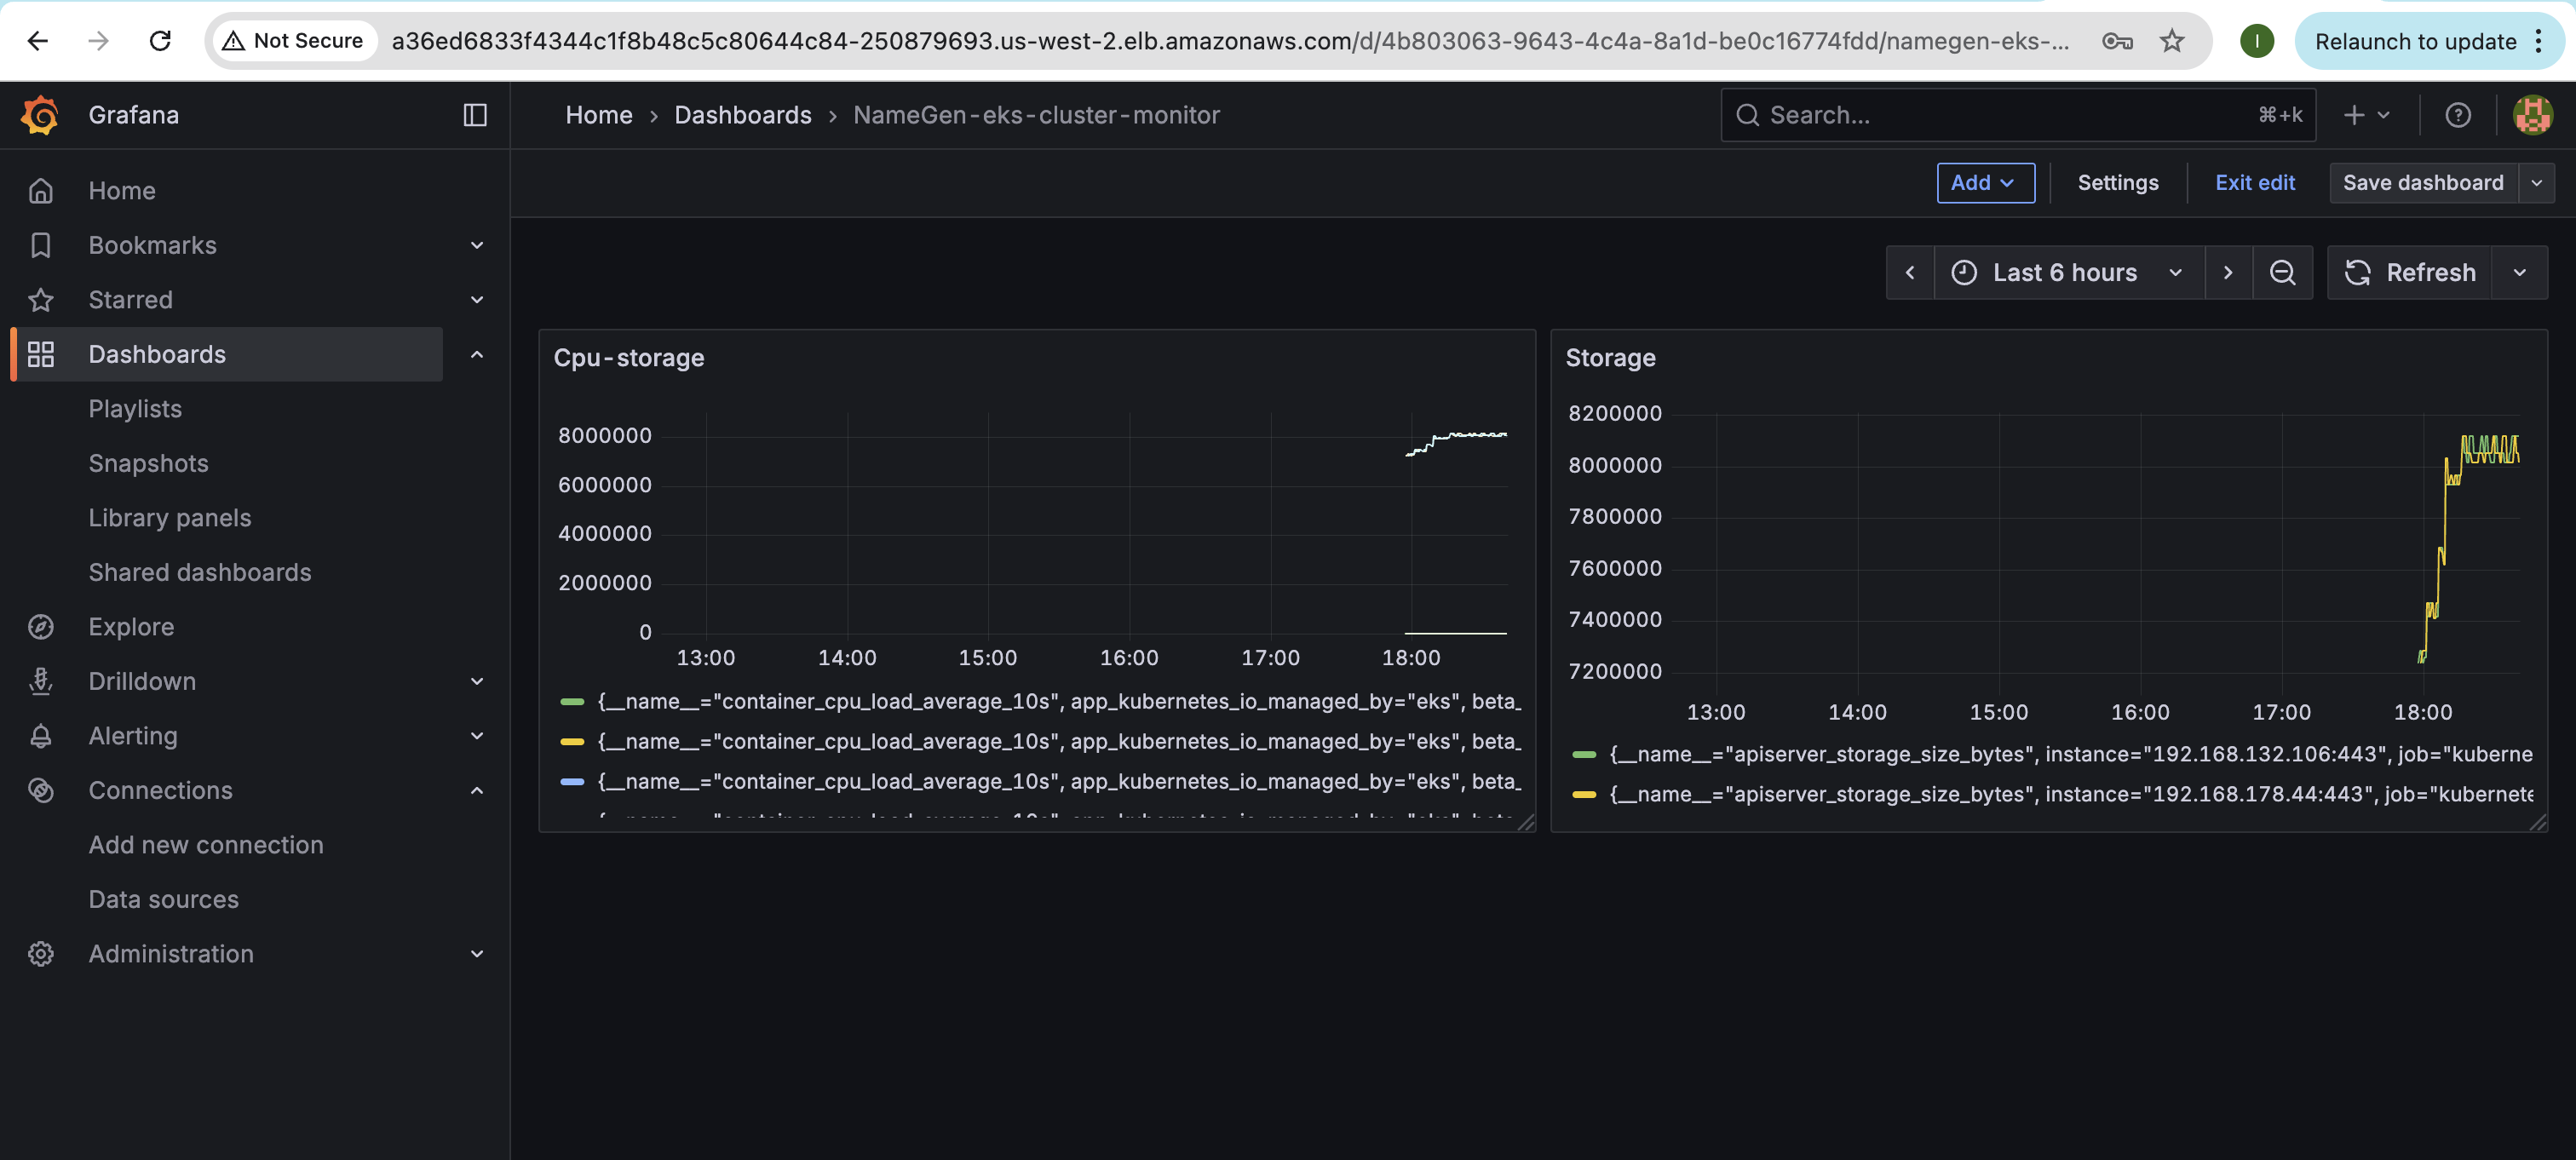 Not Secure
a36ed6833f4344c1f8b48c5c80644c84-250879693.us-west-2.elb.amazonaws.com/d/4b803063-9643-4c4a-8a1d-be0c16774fdd/namegen-eks-...
I
Relaunch to update
Grafana
Home › Dashboards › NameGen-eks-cluster-monitor
Search...
⌘+k
Add
Settings
Exit edit
Save dashboard
Home
Bookmarks
Starred
Dashboards
Playlists
Snapshots
Library panels
Shared dashboards
Explore
Drilldown
Alerting
Connections
Add new connection
Data sources
Administration
Last 6 hours
Refresh
Cpu-storage
8000000
6000000
4000000
2000000
0
13:00 14:00 15:00 16:00 17:00 18:00
{__name__="container_cpu_load_average_10s", app_kubernetes_io_managed_by="eks", beta_
{__name__="container_cpu_load_average_10s", app_kubernetes_io_managed_by="eks", beta_
{__name__="container_cpu_load_average_10s", app_kubernetes_io_managed_by="eks", beta_
Storage
8200000
8000000
7800000
7600000
7400000
7200000
13:00 14:00 15:00 16:00 17:00 18:00
{__name__="apiserver_storage_size_bytes", instance="192.168.132.106:443", job="kuberne
{__name__="apiserver_storage_size_bytes", instance="192.168.178.44:443", job="kubernete